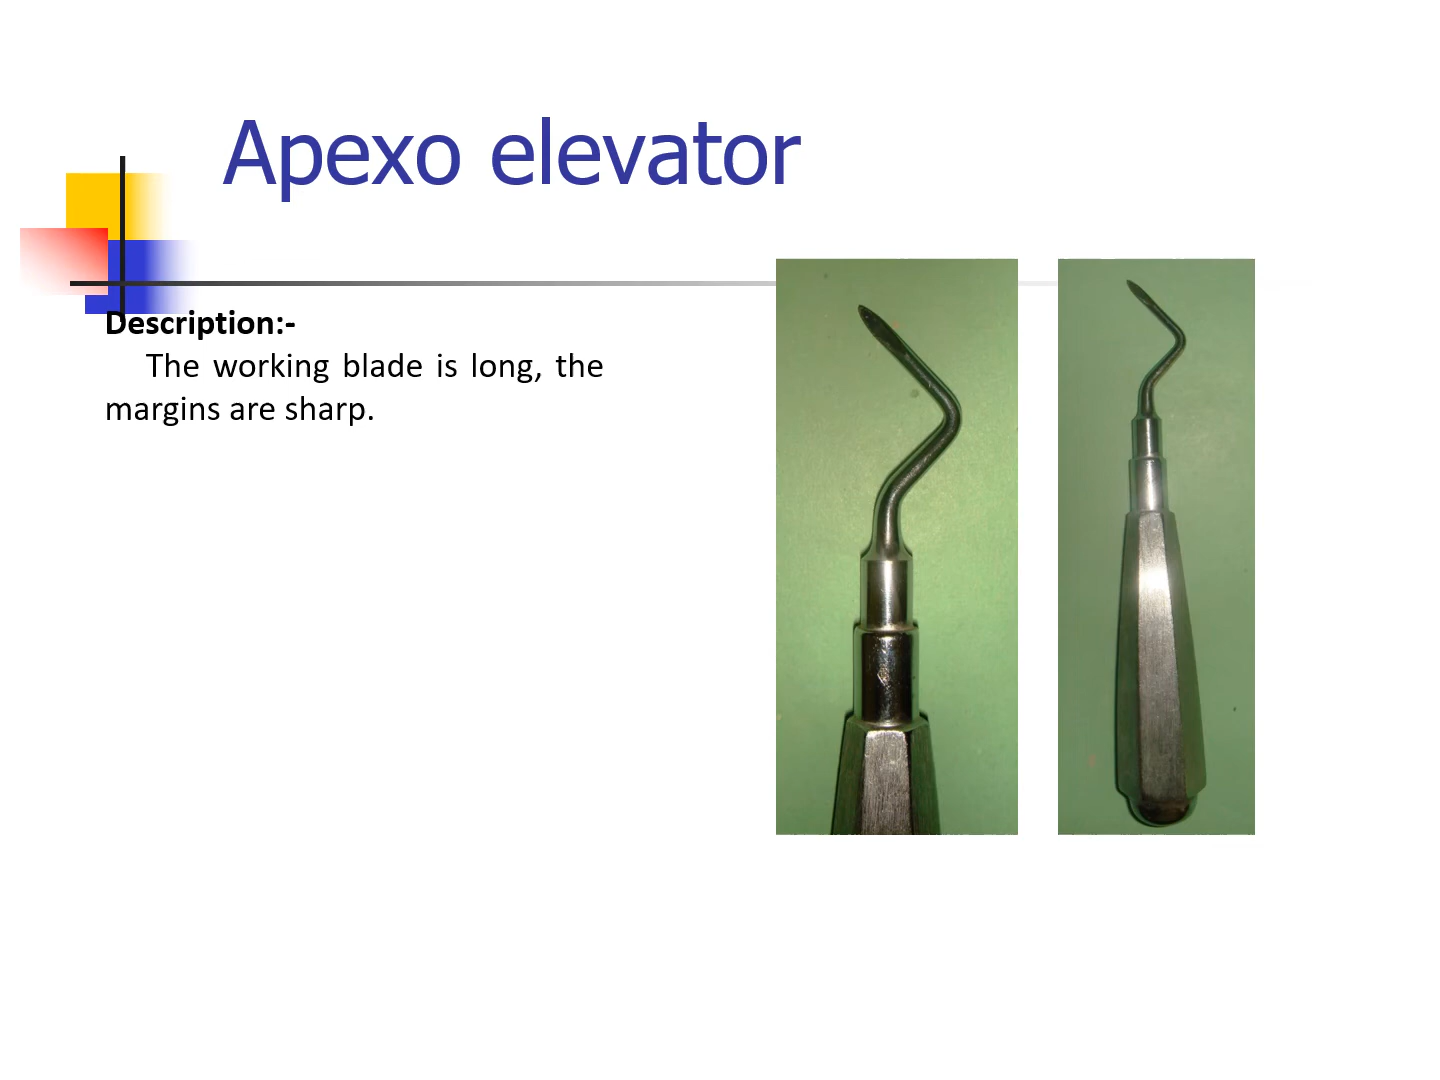 Apexo elevator
Description:-
The working blade is long, the
margins are sharp.